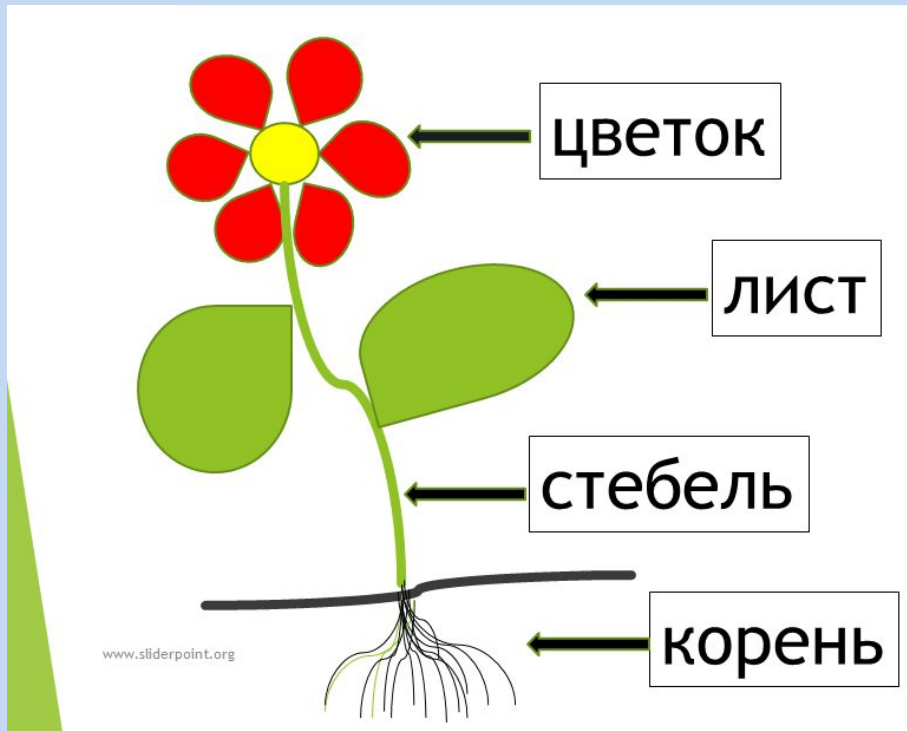 цветок
лист
стебель
корень
www.sliderpoint.org